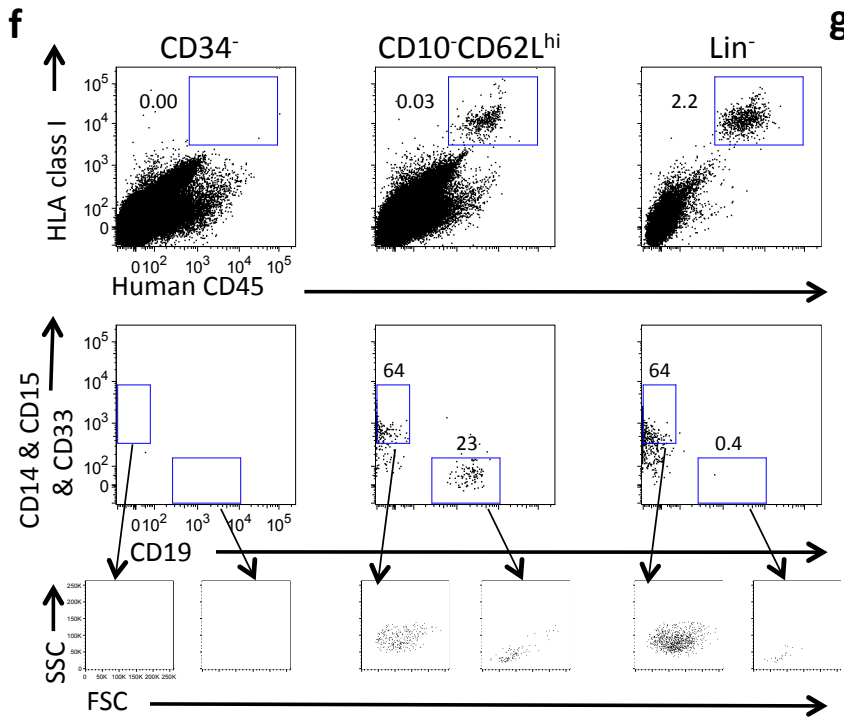 f
g
CD34⁻
CD10⁻CD62Lʰⁱ
Lin⁻
HLA class I
10⁵
10⁴
10³
10²
0
0.00
0.03
2.2
0 10² 10³ 10⁴ 10⁵
Human CD45
CD14 & CD15
& CD33
10⁵
10⁴
10³
10²
0
64
23
64
0.4
0 10² 10³ 10⁴ 10⁵
CD19
SSC
250K
200K
150K
100K
50K
0
0 50K 100K 150K 200K 250K
FSC